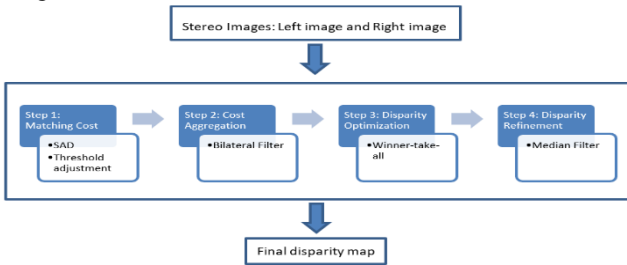 Stereo Images: Left image and Right image
Step 1:
Matching Cost
•SAD
•Threshold
adjustment
Step 2: Cost
Aggregation
•Bilateral Filter
Step 3: Disparity
Optimization
•Winner-take-
all
Step 4: Disparity
Refinement
•Median Filter
Final disparity map